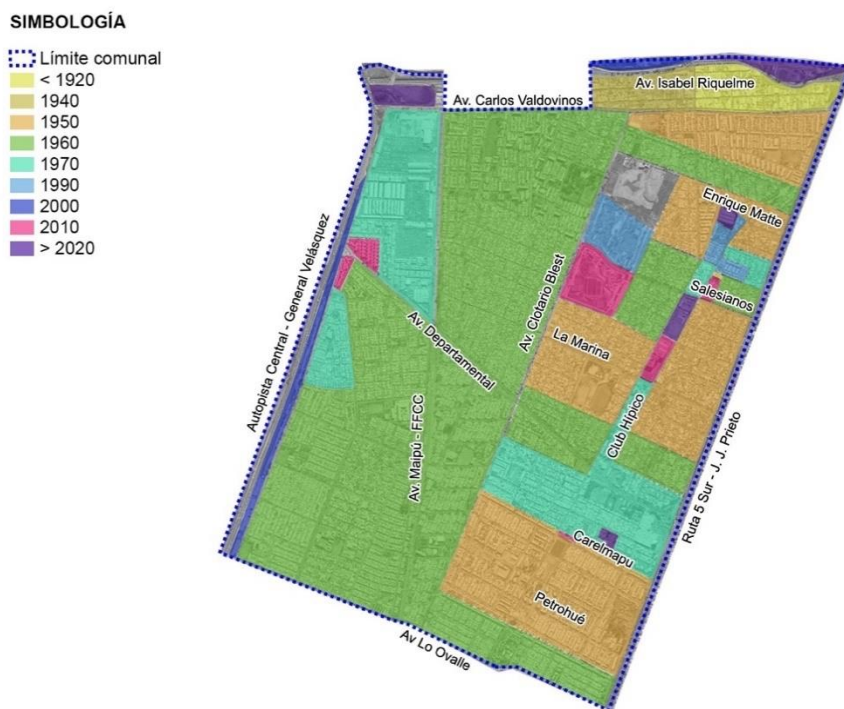 SIMBOLOGÍA
Límite comunal
< 1920
1940
1950
1960
1970
1990
2000
2010
> 2020
Av. Isabel Riquelme
Av. Carlos Valdovinos
Enrique Matte
Autopista Central - General Velásquez
Salesianos
Av. Clotario Blest
La Marina
Av. Departamental
Av. Maipú - FFCC
Club Hípico
Ruta 5 Sur - J. J. Prieto
Carelmapu
Petrohué
Av Lo Ovalle